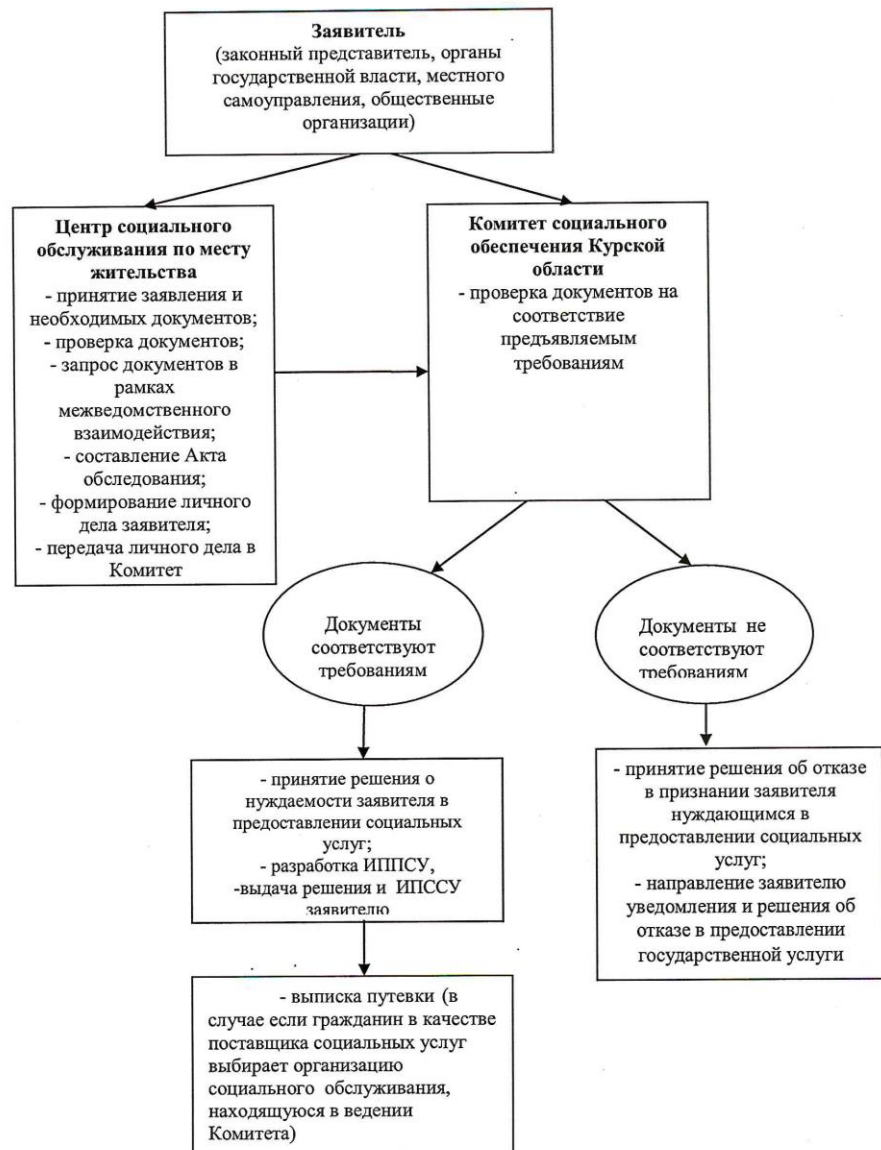 Заявитель
(законный представитель, органы
государственной власти, местного
самоуправления, общественные
организации)
Центр социального
обслуживания по месту
жительства
- принятие заявления и
необходимых документов;
- проверка документов;
- запрос документов в
рамках
межведомственного
взаимодействия;
- составление Акта
обследования;
- формирование личного
дела заявителя;
- передача личного дела в
Комитет
Комитет социального
обеспечения Курской
области
- проверка документов на
соответствие
предъявляемым
требованиям
Документы
соответствуют
требованиям
Документы не
соответствуют
требованиям
- принятие решения о
нуждаемости заявителя в
предоставлении социальных
услуг;
- разработка ИППСУ,
-выдача решения и ИПССУ
заявителю
- принятие решения об отказе
в признании заявителя
нуждающимся в
предоставлении социальных
услуг;
- направление заявителю
уведомления и решения об
отказе в предоставлении
государственной услуги
- выписка путевки (в
случае если гражданин в качестве
поставщика социальных услуг
выбирает организацию
социального обслуживания,
находящуюся в ведении
Комитета)